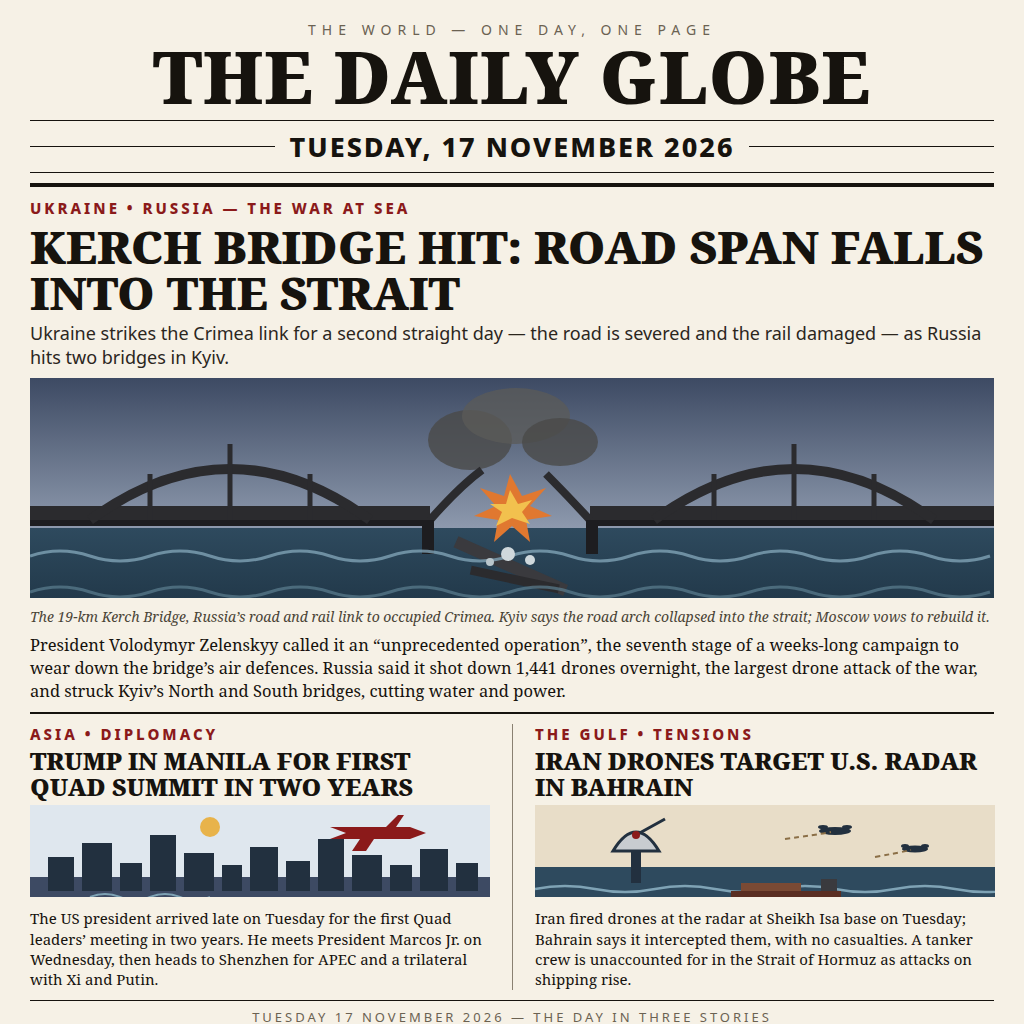 THE WORLD — ONE DAY, ONE PAGE
THE DAILY GLOBE
TUESDAY, 17 NOVEMBER 2026
UKRAINE • RUSSIA — THE WAR AT SEA
KERCH BRIDGE HIT: ROAD SPAN FALLS
INTO THE STRAIT
Ukraine strikes the Crimea link for a second straight day — the road is severed and the rail damaged — as Russia
hits two bridges in Kyiv.
The 19-km Kerch Bridge, Russia’s road and rail link to occupied Crimea. Kyiv says the road arch collapsed into the strait; Moscow vows to rebuild it.
President Volodymyr Zelenskyy called it an “unprecedented operation”, the seventh stage of a weeks-long campaign to
wear down the bridge’s air defences. Russia said it shot down 1,441 drones overnight, the largest drone attack of the war,
and struck Kyiv’s North and South bridges, cutting water and power.
ASIA • DIPLOMACY
TRUMP IN MANILA FOR FIRST
QUAD SUMMIT IN TWO YEARS
The US president arrived late on Tuesday for the first Quad
leaders’ meeting in two years. He meets President Marcos Jr. on
Wednesday, then heads to Shenzhen for APEC and a trilateral
with Xi and Putin.
THE GULF • TENSIONS
IRAN DRONES TARGET U.S. RADAR
IN BAHRAIN
Iran fired drones at the radar at Sheikh Isa base on Tuesday;
Bahrain says it intercepted them, with no casualties. A tanker
crew is unaccounted for in the Strait of Hormuz as attacks on
shipping rise.
TUESDAY 17 NOVEMBER 2026 — THE DAY IN THREE STORIES